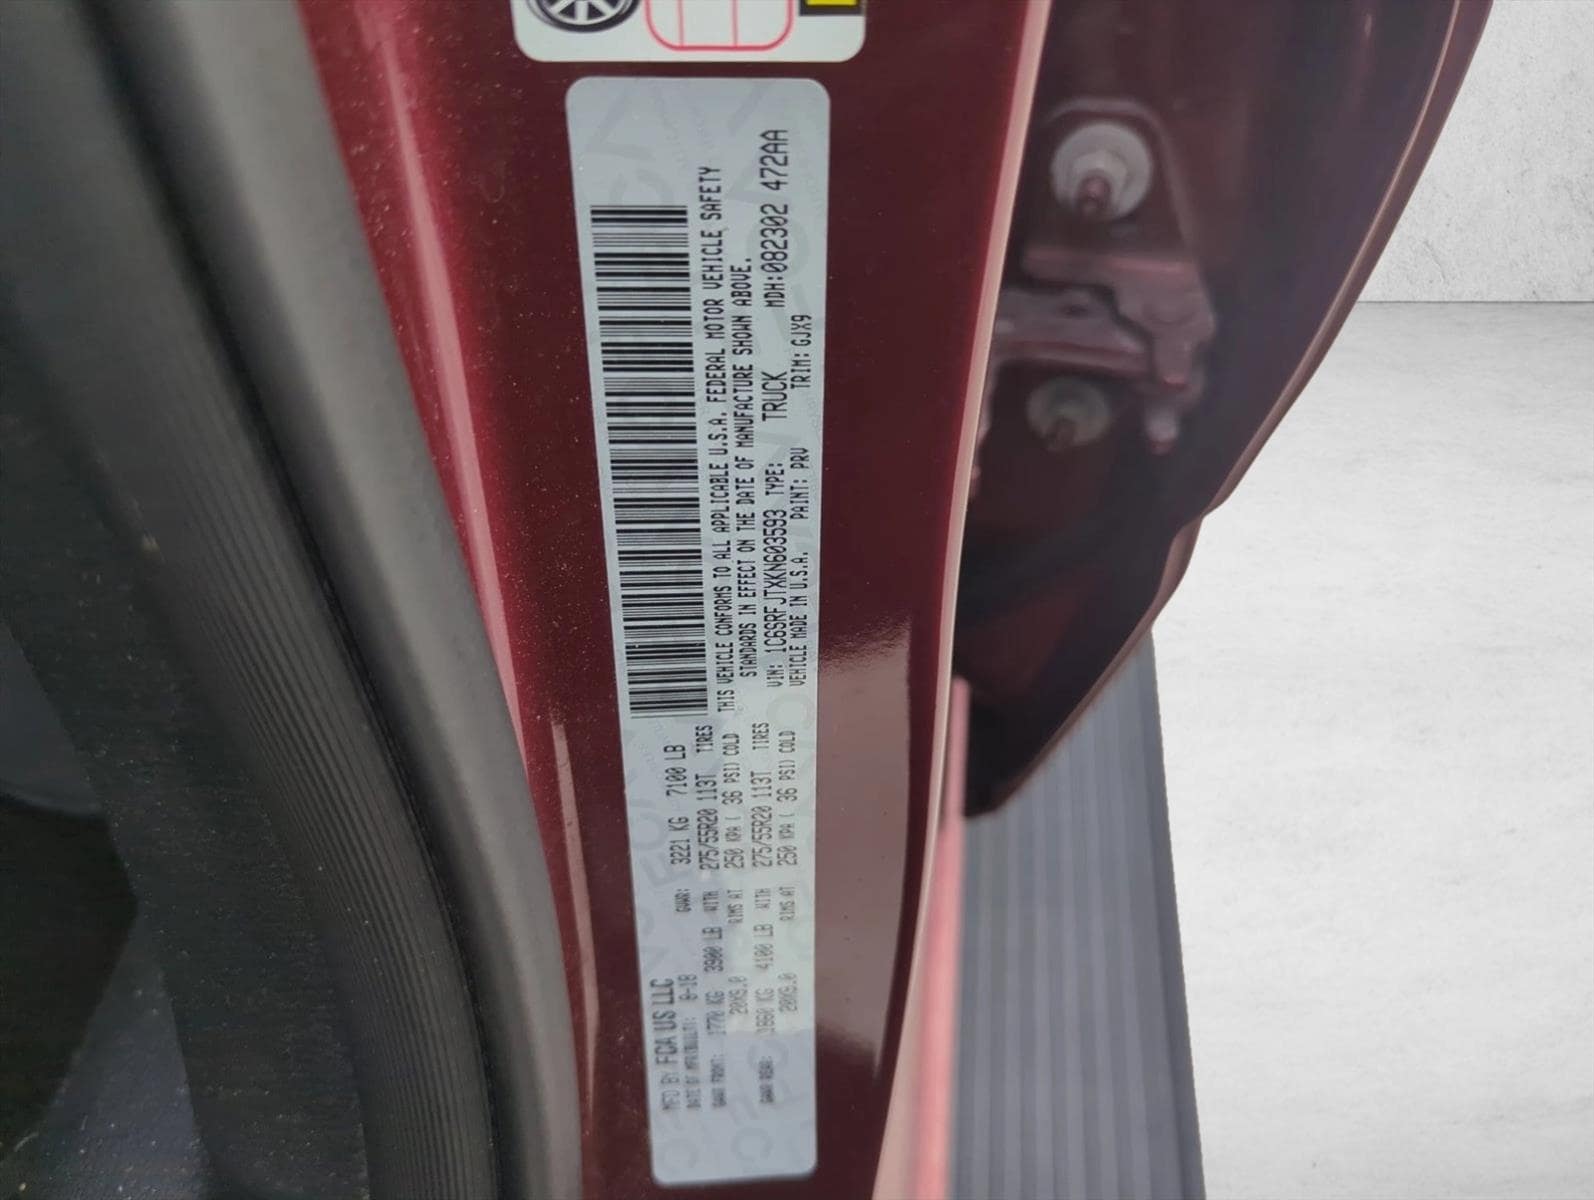 MFD BY FCA US LLC
DATE OF MFR(BUILT): 8-18 GVWR: 3221 KG 7100 LB
GAWR FRONT: 1770 KG 3900 LB WITH 275/55R20 113T TIRES
20X9.0 RIMS AT 250 KPA ( 36 PSI) COLD
GAWR REAR: 1860 KG 4100 LB WITH 275/55R20 113T TIRES
20X9.0 RIMS AT 250 KPA ( 36 PSI) COLD
THIS VEHICLE CONFORMS TO ALL APPLICABLE U.S.A. FEDERAL MOTOR VEHICLE SAFETY
STANDARDS IN EFFECT ON THE DATE OF MANUFACTURE SHOWN ABOVE.
VIN: 1C6SRFJTXKN603593 TYPE: TRUCK MDH:082302 472AA
VEHICLE MADE IN U.S.A. PAINT: PRV TRIM: GJX9